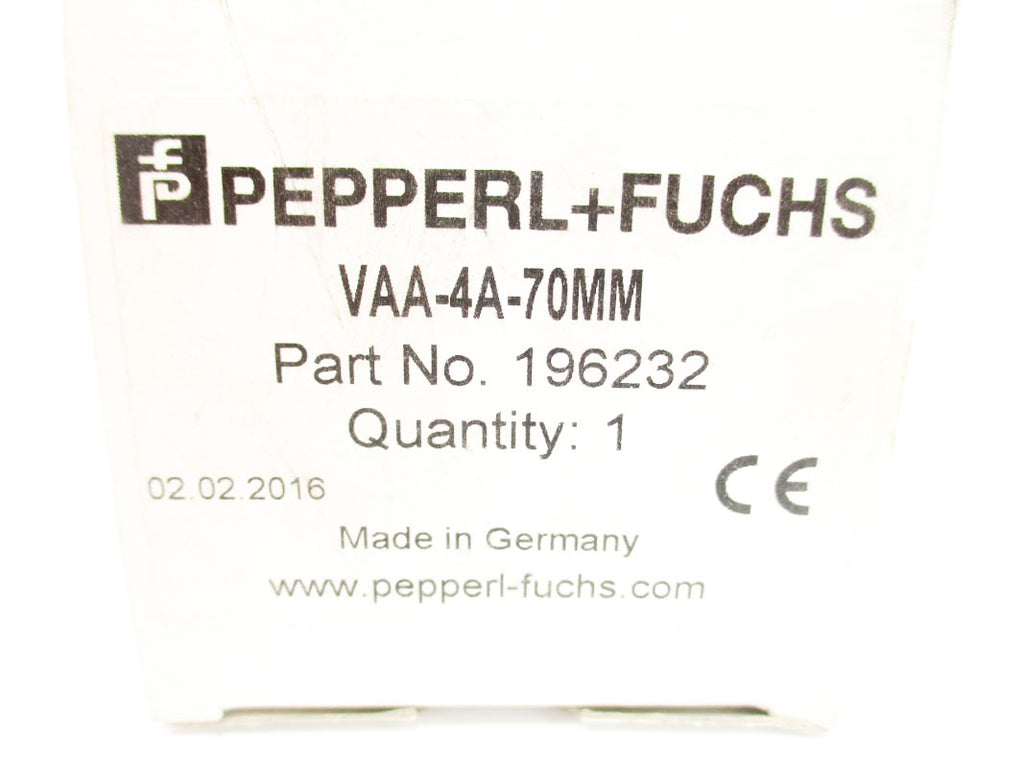 fp PEPPERL+FUCHS
VAA-4A-70MM
Part No. 196232
Quantity: 1
02.02.2016 CE
Made in Germany
www.pepperl-fuchs.com